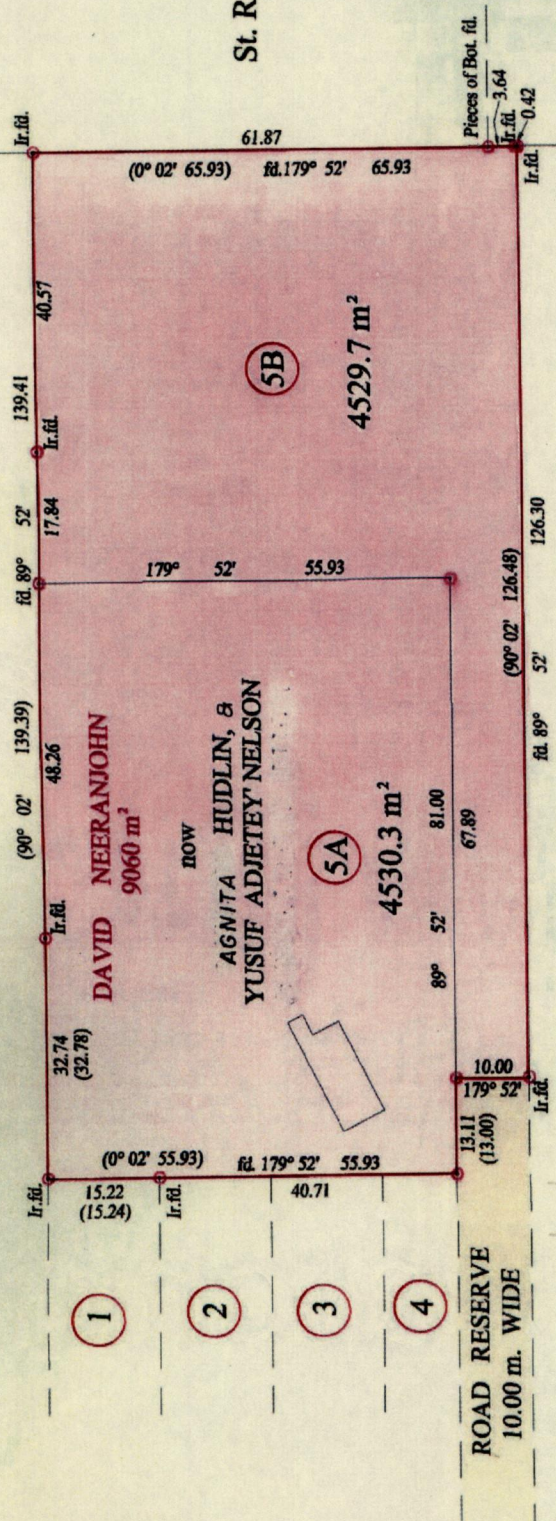 St. R
Pieces of Bot. fd.
Ir.fd.
3.64
0.42
Ir.fd.
Ir.fd.
61.87
(0° 02' 65.93) fd.179° 52' 65.93
(90° 02' 139.39) fd. 89° 52' 139.41
32.74
(32.78)
Ir.fd.
48.26
17.84
Ir.fd.
40.57
DAVID NEERANJOHN
9060 m²
now
AGNITA HUDLIN, &
YUSUF ADJETEY NELSON
5A
4530.3 m²
179° 52' 55.93
5B
4529.7 m²
89° 52' 81.00
67.89
(90° 02' 126.48)
fd. 89° 52' 126.30
10.00
179° 52'
Ir.fd.
13.11
(13.00)
(0° 02' 55.93) fd. 179° 52' 55.93
Ir.fd.
15.22
(15.24)
Ir.fd.
40.71
1
2
3
4
ROAD RESERVE
10.00 m. WIDE